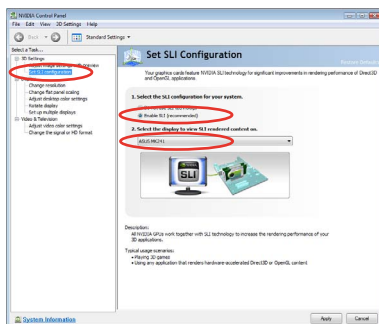 NVIDIA Control Panel
File Edit View 3D Settings Help
Back
Standard Settings
Select a Task...
3D Settings
Set SLI configuration
Change resolution
Change flat panel scaling
Adjust desktop color settings
Rotate display
Set up multiple displays
Video & Television
Adjust video color settings
Change the signal or HD format
System Information
Set SLI Configuration
Your graphics cards feature NVIDIA SLI technology for significant improvements in rendering performance of Direct3D
and OpenGL applications
1. Select the SLI configuration for your system.
Enable SLI (recommended)
2. Select the display to view SLI rendered content on.
ASUS MK241
SLI
Description:
All NVIDIA GPUs work together with SLI technology to increase the rendering performance of your
3D applications.
Typical usage scenarios:
• Playing 3D games
• Using any application that renders hardware-accelerated Direct3D or OpenGL content
Apply Cancel